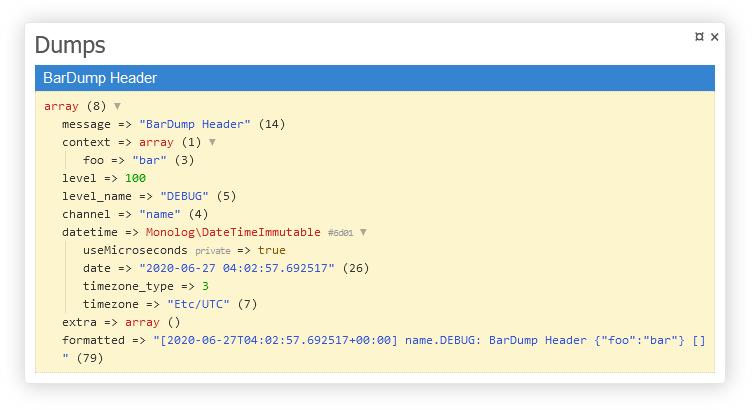 Dumps
¤ ×
BarDump Header
array (8) ▼
message => "BarDump Header" (14)
context => array (1) ▼
foo => "bar" (3)
level => 100
level_name => "DEBUG" (5)
channel => "name" (4)
datetime => Monolog\DateTimeImmutable #6d01 ▼
useMicroseconds private => true
date => "2020-06-27 04:02:57.692517" (26)
timezone_type => 3
timezone => "Etc/UTC" (7)
extra => array ()
formatted => "[2020-06-27T04:02:57.692517+00:00] name.DEBUG: BarDump Header {"foo":"bar"} []
" (79)